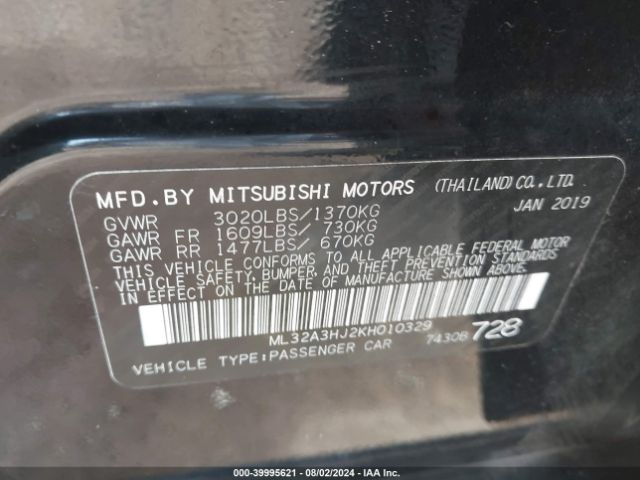 MFD.BY MITSUBISHI MOTORS (THAILAND)CO.,LTD.
GVWR 3020LBS/1370KG JAN 2019
GAWR FR 1609LBS/ 730KG
GAWR RR 1477LBS/ 670KG
THIS VEHICLE CONFORMS TO ALL APPLICABLE FEDERAL MOTOR
VEHICLE SAFETY, BUMPER, AND THEFT PREVENTION STANDARDS
IN EFFECT ON THE DATE OF MANUFACTURE SHOWN ABOVE.
ML32A3HJ2KH010329
VEHICLE TYPE:PASSENGER CAR 7430B 728
000-39995621 - 08/02/2024 - IAA Inc.